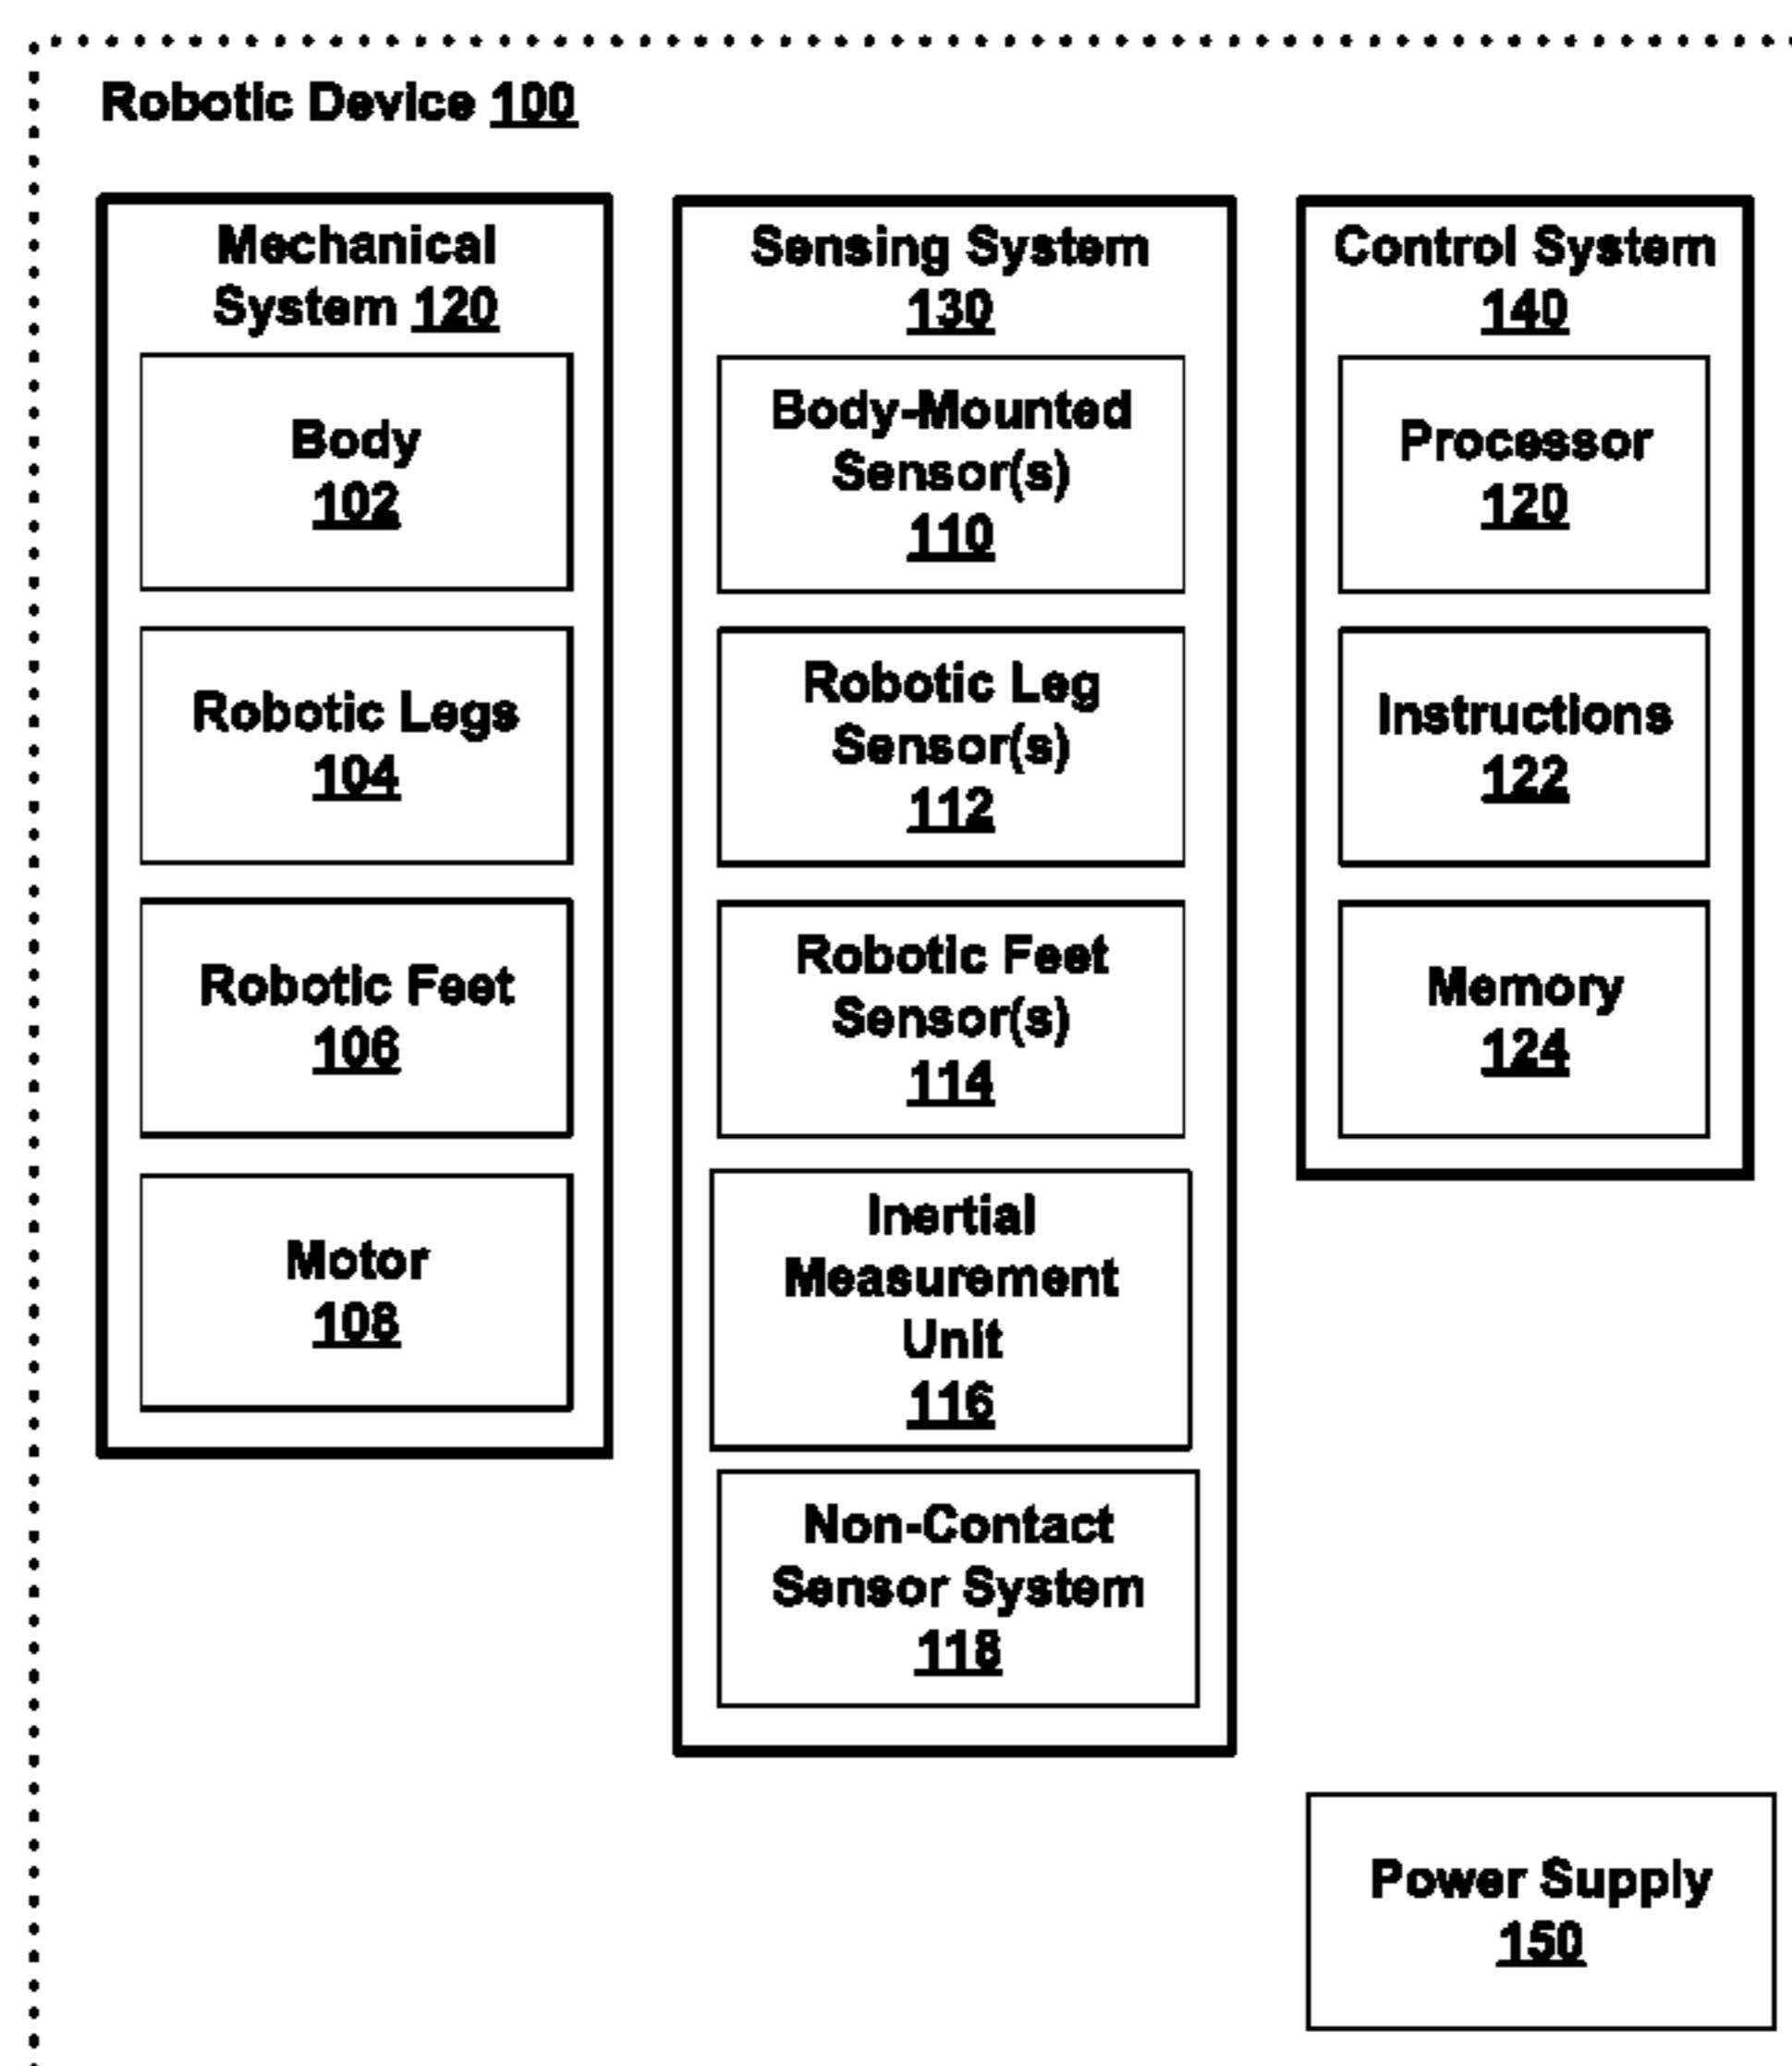 Robotic Device 100
Mechanical
System 120
Body
102
Robotic Legs
104
Robotic Feet
106
Motor
108
Sensing System
130
Body-Mounted
Sensor(s)
110
Robotic Leg
Sensor(s)
112
Robotic Feet
Sensor(s)
114
Inertial
Measurement
Unit
116
Non-Contact
Sensor System
118
Control System
140
Processor
120
Instructions
122
Memory
124
Power Supply
150